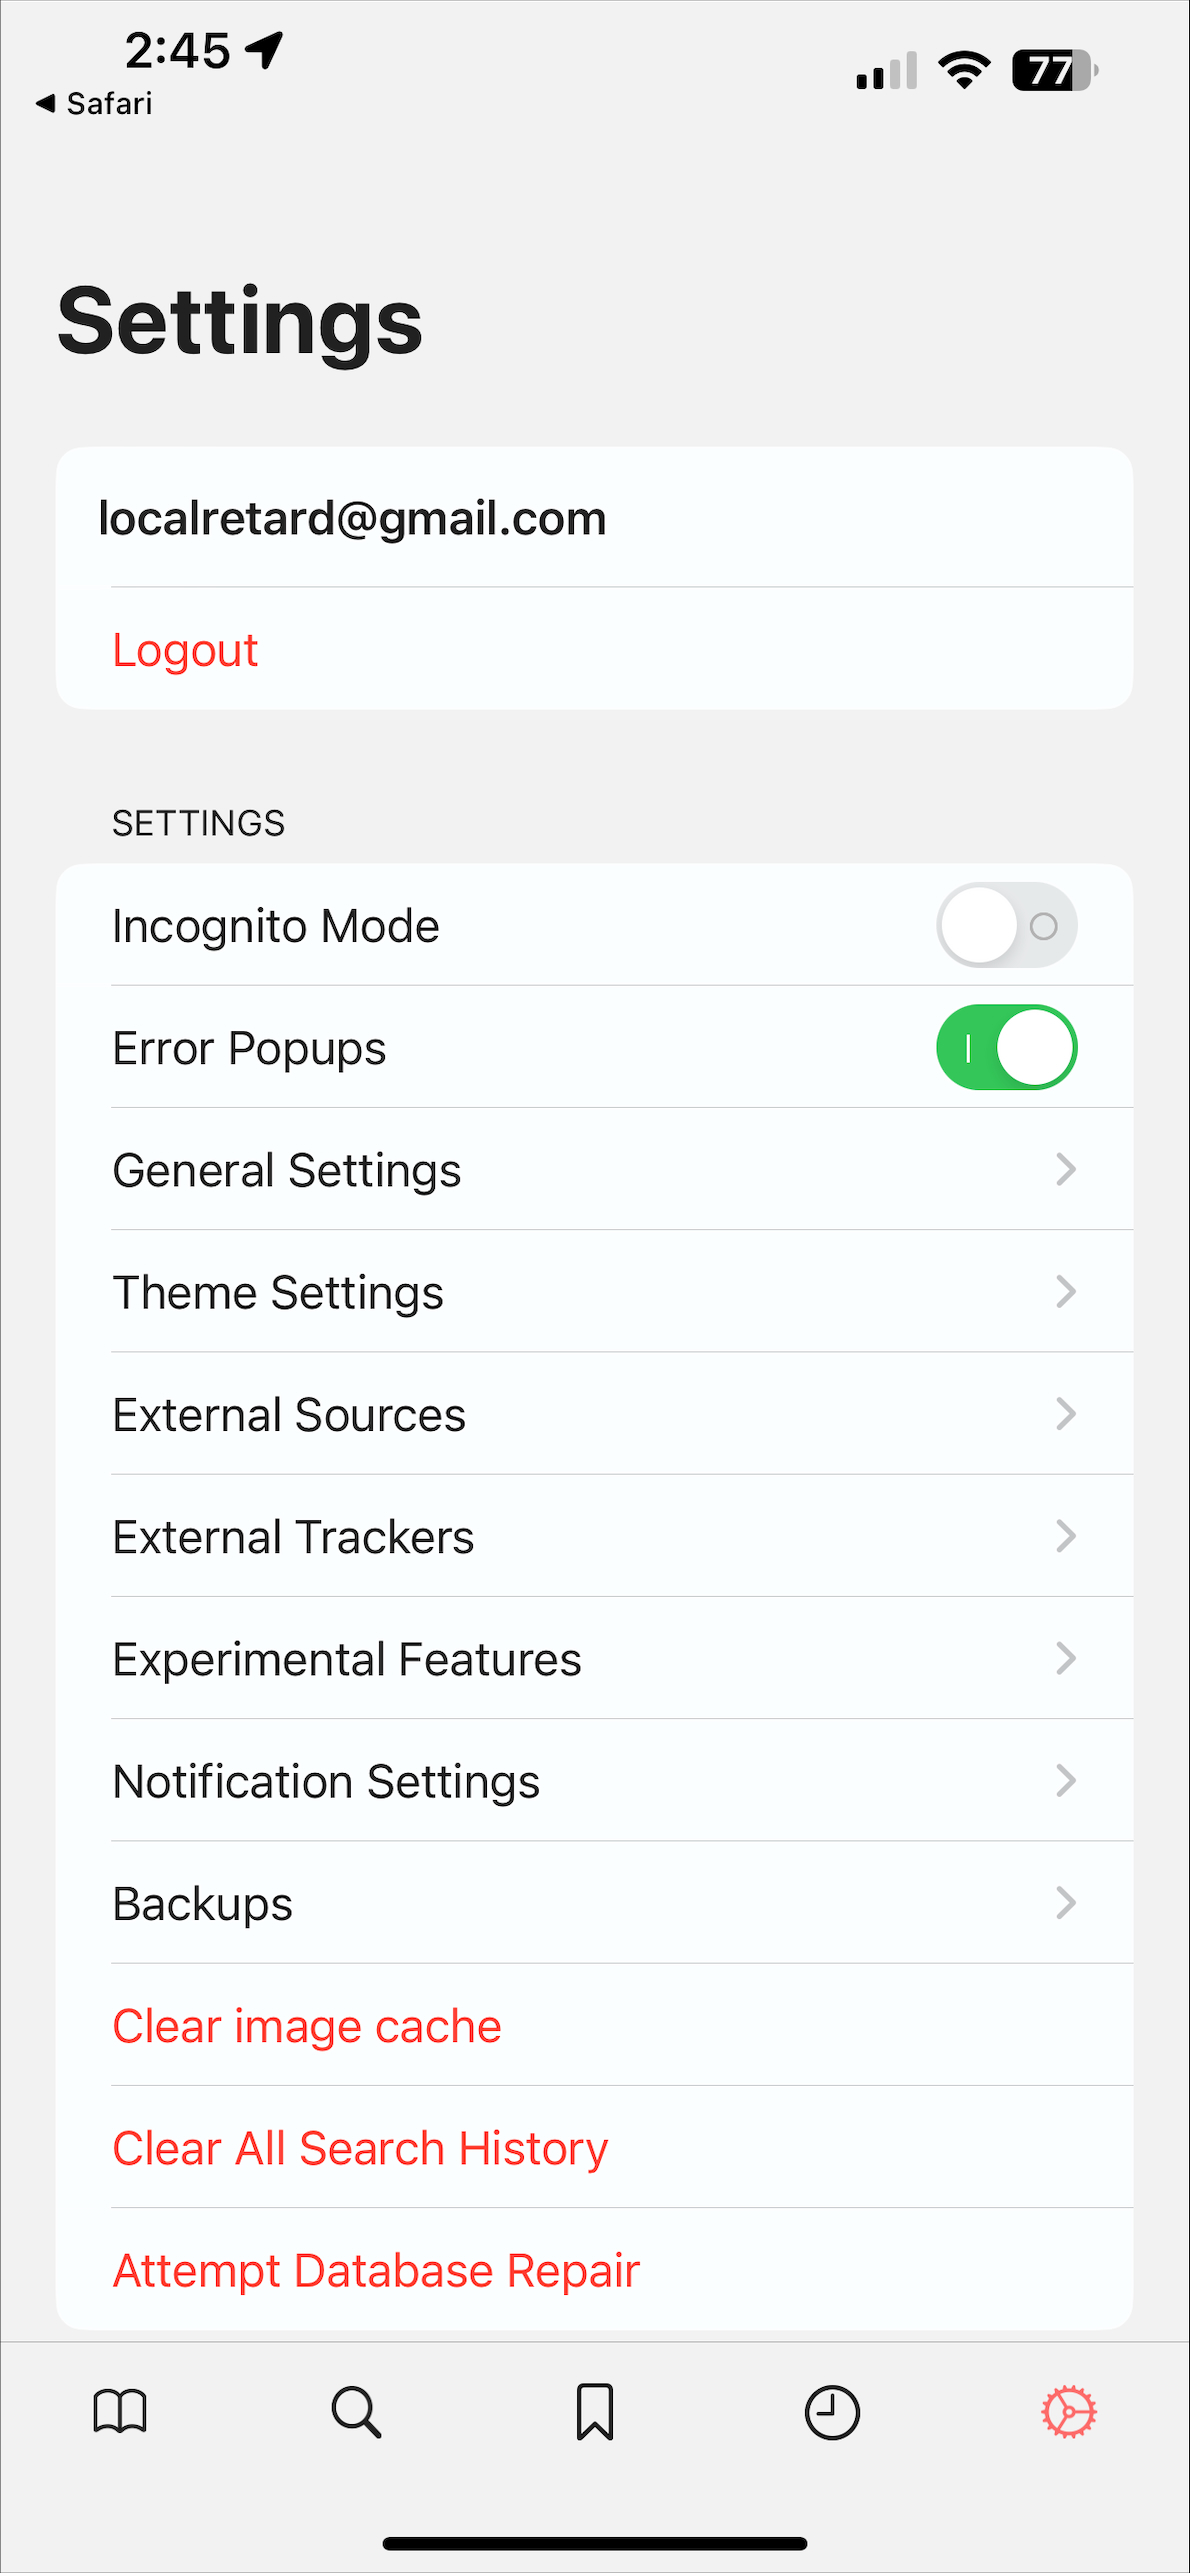 2:45
77
◀ Safari
Settings
localretard@gmail.com
Logout
SETTINGS
Incognito Mode
Error Popups
General Settings
Theme Settings
External Sources
External Trackers
Experimental Features
Notification Settings
Backups
Clear image cache
Clear All Search History
Attempt Database Repair